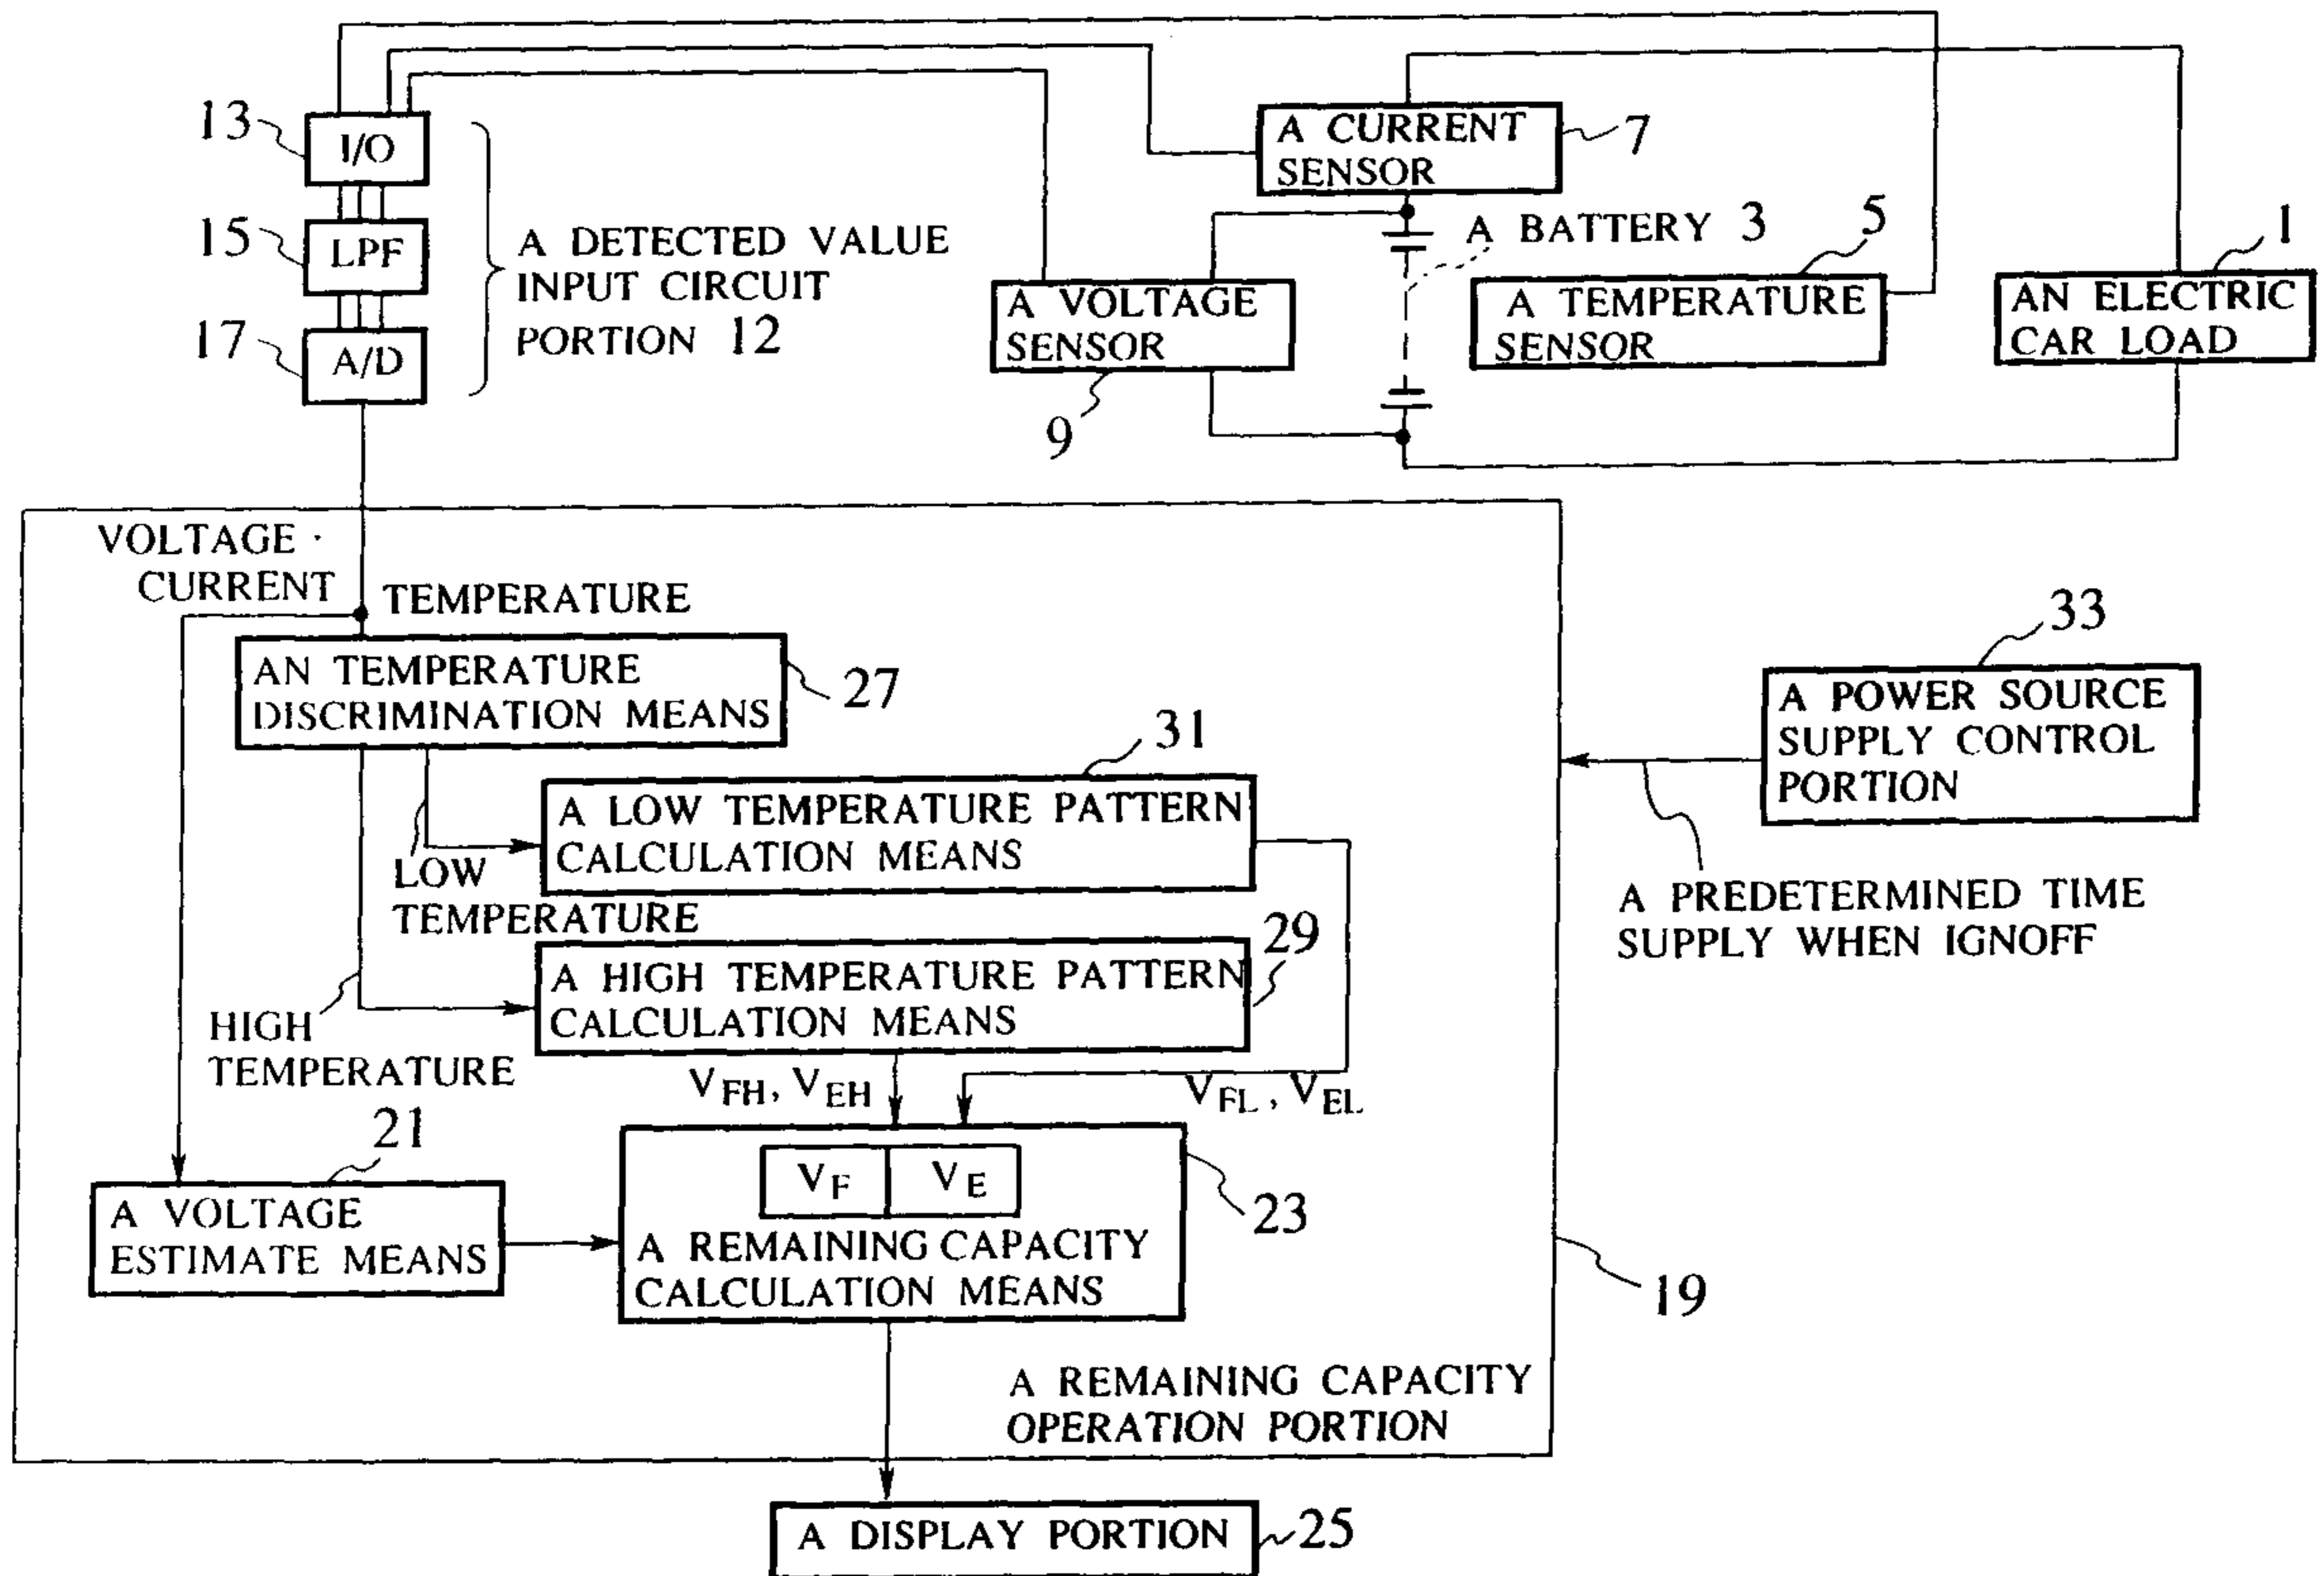 13
I/O
15
LPF
17
A/D
A DETECTED VALUE
INPUT CIRCUIT
PORTION 12
A CURRENT
SENSOR
7
A BATTERY 3
5
A TEMPERATURE
SENSOR
1
AN ELECTRIC
CAR LOAD
A VOLTAGE
SENSOR
9
VOLTAGE ·
CURRENT
TEMPERATURE
AN TEMPERATURE
DISCRIMINATION MEANS
27
33
A POWER SOURCE
SUPPLY CONTROL
PORTION
31
A LOW TEMPERATURE PATTERN
CALCULATION MEANS
LOW
TEMPERATURE
A PREDETERMINED TIME
SUPPLY WHEN IGNOFF
29
A HIGH TEMPERATURE PATTERN
CALCULATION MEANS
HIGH
TEMPERATURE
VFH, VEH
VFL, VEL
21
A VOLTAGE
ESTIMATE MEANS
VF VE
A REMAINING CAPACITY
CALCULATION MEANS
23
19
A REMAINING CAPACITY
OPERATION PORTION
A DISPLAY PORTION
25